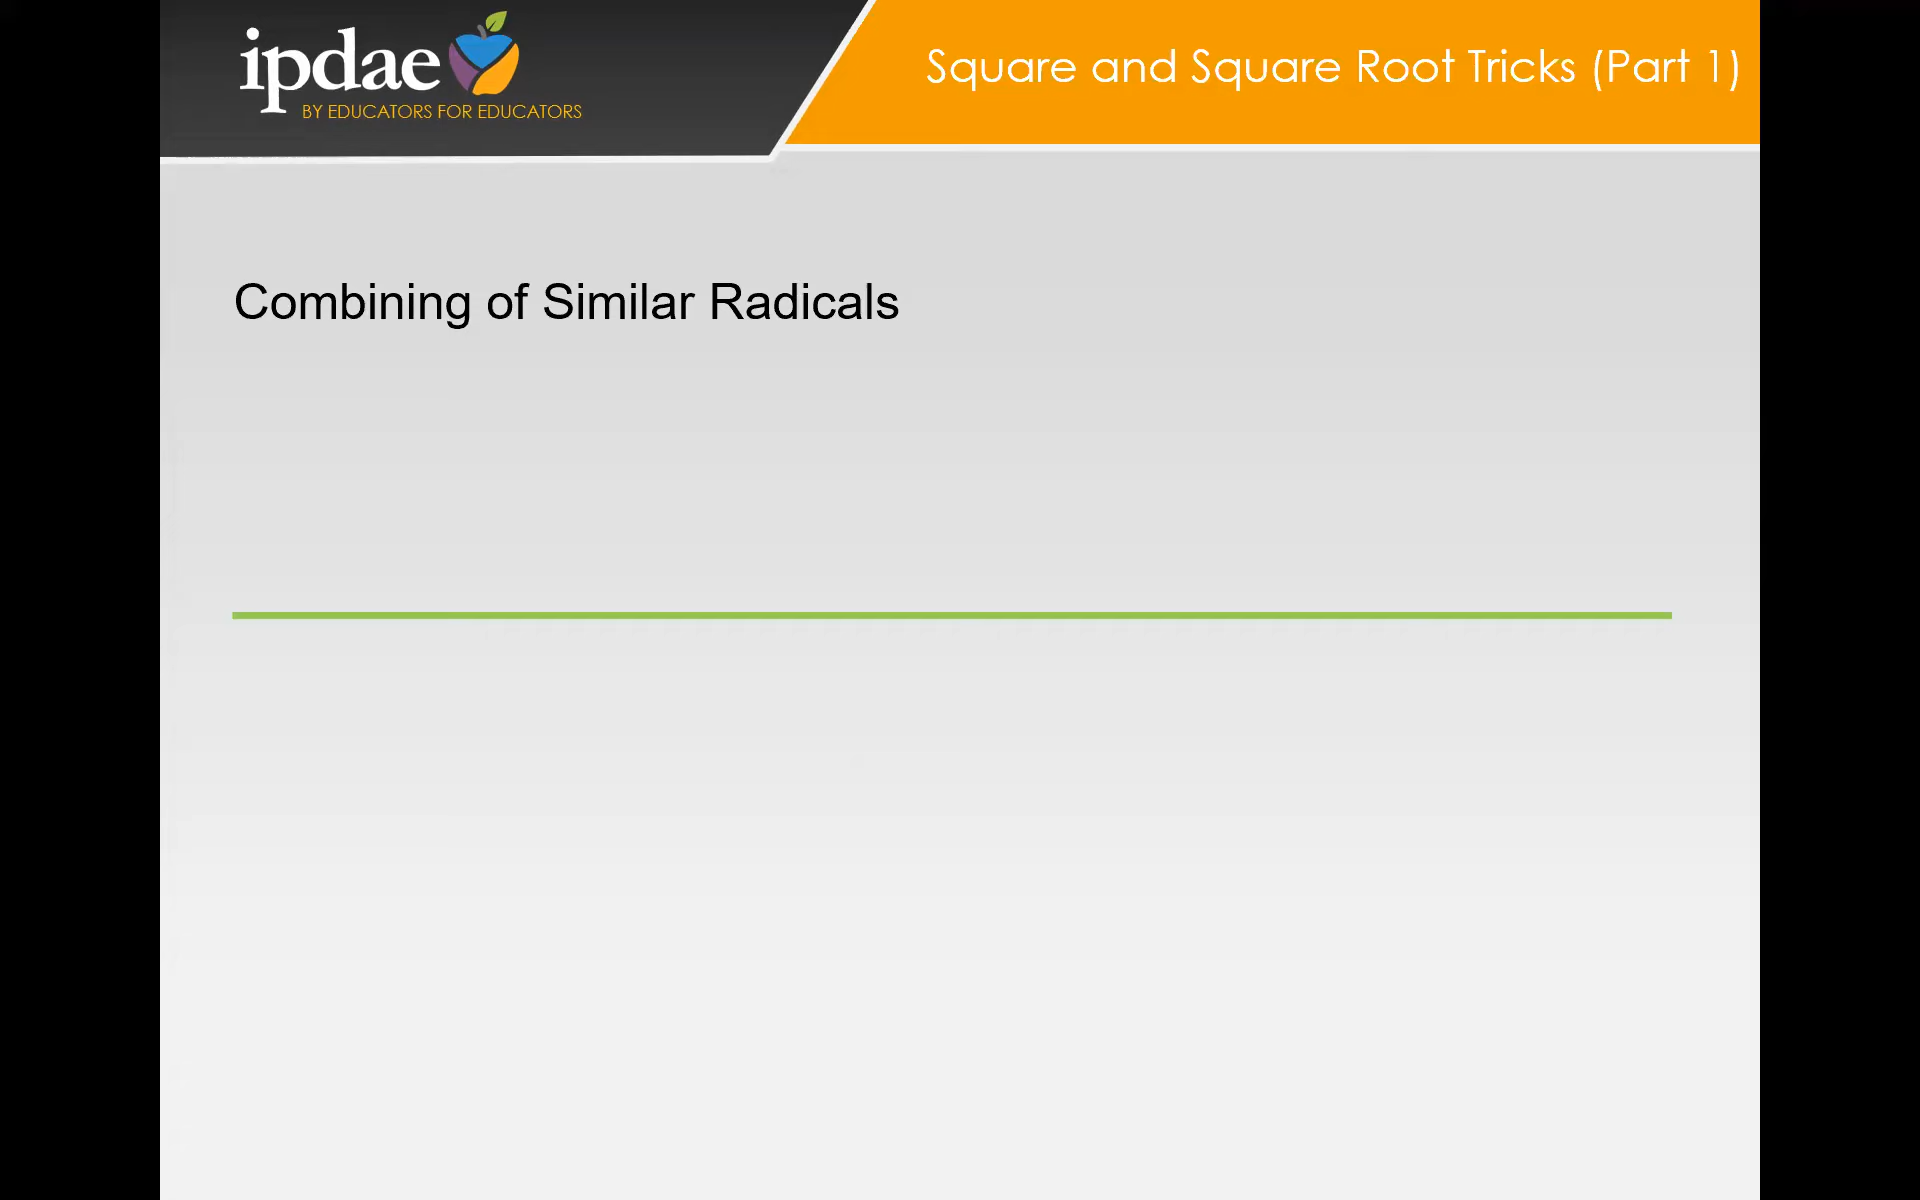 ipdae
BY EDUCATORS FOR EDUCATORS
Square and Square Root Tricks (Part 1)
Combining of Similar Radicals